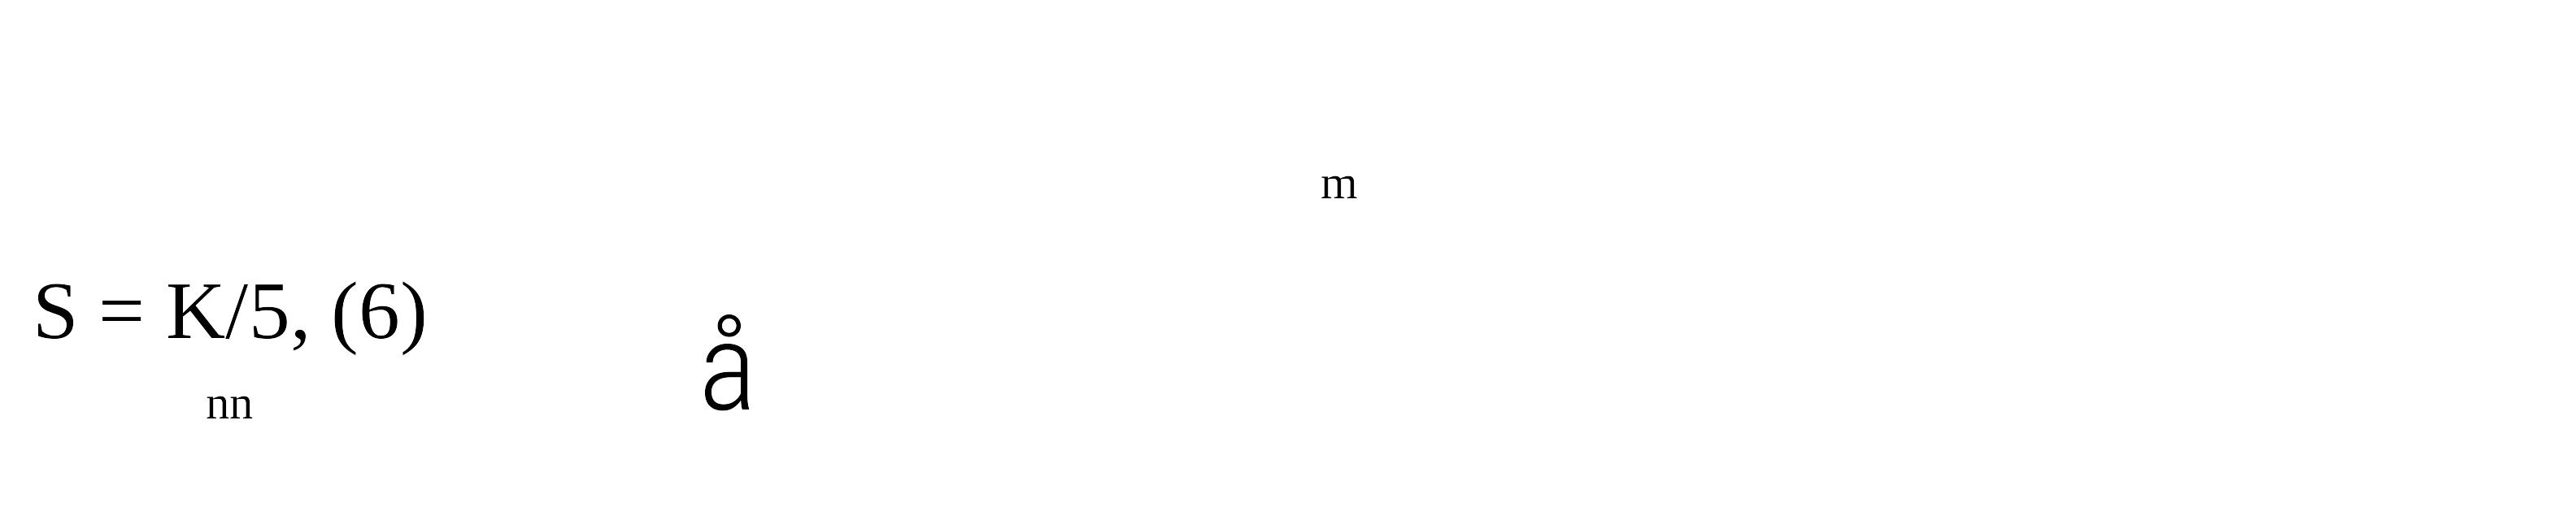 m
S = K/5, (6)
å
nn